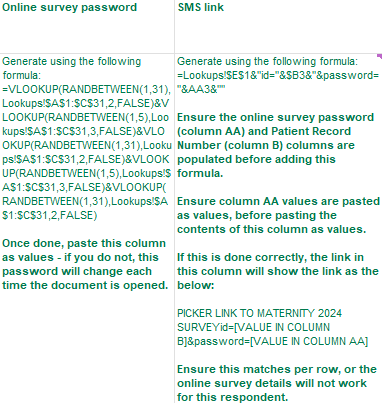 Online survey password
SMS link
Generate using the following
formula:
=VLOOKUP(RANDBETWEEN(1,31),
Lookups!$A$1:$C$31,2,FALSE)&V
LOOKUP(RANDBETWEEN(1,5),Loo
kups!$A$1:$C$31,3,FALSE)&VLO
OKUP(RANDBETWEEN(1,31),Looku
ps!$A$1:$C$31,2,FALSE)&VLOOK
UP(RANDBETWEEN(1,5),Lookups!$
A$1:$C$31,3,FALSE)&VLOOKUP(
RANDBETWEEN(1,31),Lookups!$A
$1:$C$31,2,FALSE)
Once done, paste this column
as values - if you do not, this
password will change each
time the document is opened.
Generate using the following formula:
=Lookups!$E$1&"id="&$B3&"&password=
"&AA3&""
Ensure the online survey password
(column AA) and Patient Record
Number (column B) columns are
populated before adding this
formula.
Ensure column AA values are pasted
as values, before pasting the
contents of this column as values.
If this is done correctly, the link in
this column will show the link as the
below:
PICKER LINK TO MATERNITY 2024
SURVEYid=[VALUE IN COLUMN
B]&password=[VALUE IN COLUMN AA]
Ensure this matches per row, or the
online survey details will not work
for this respondent.